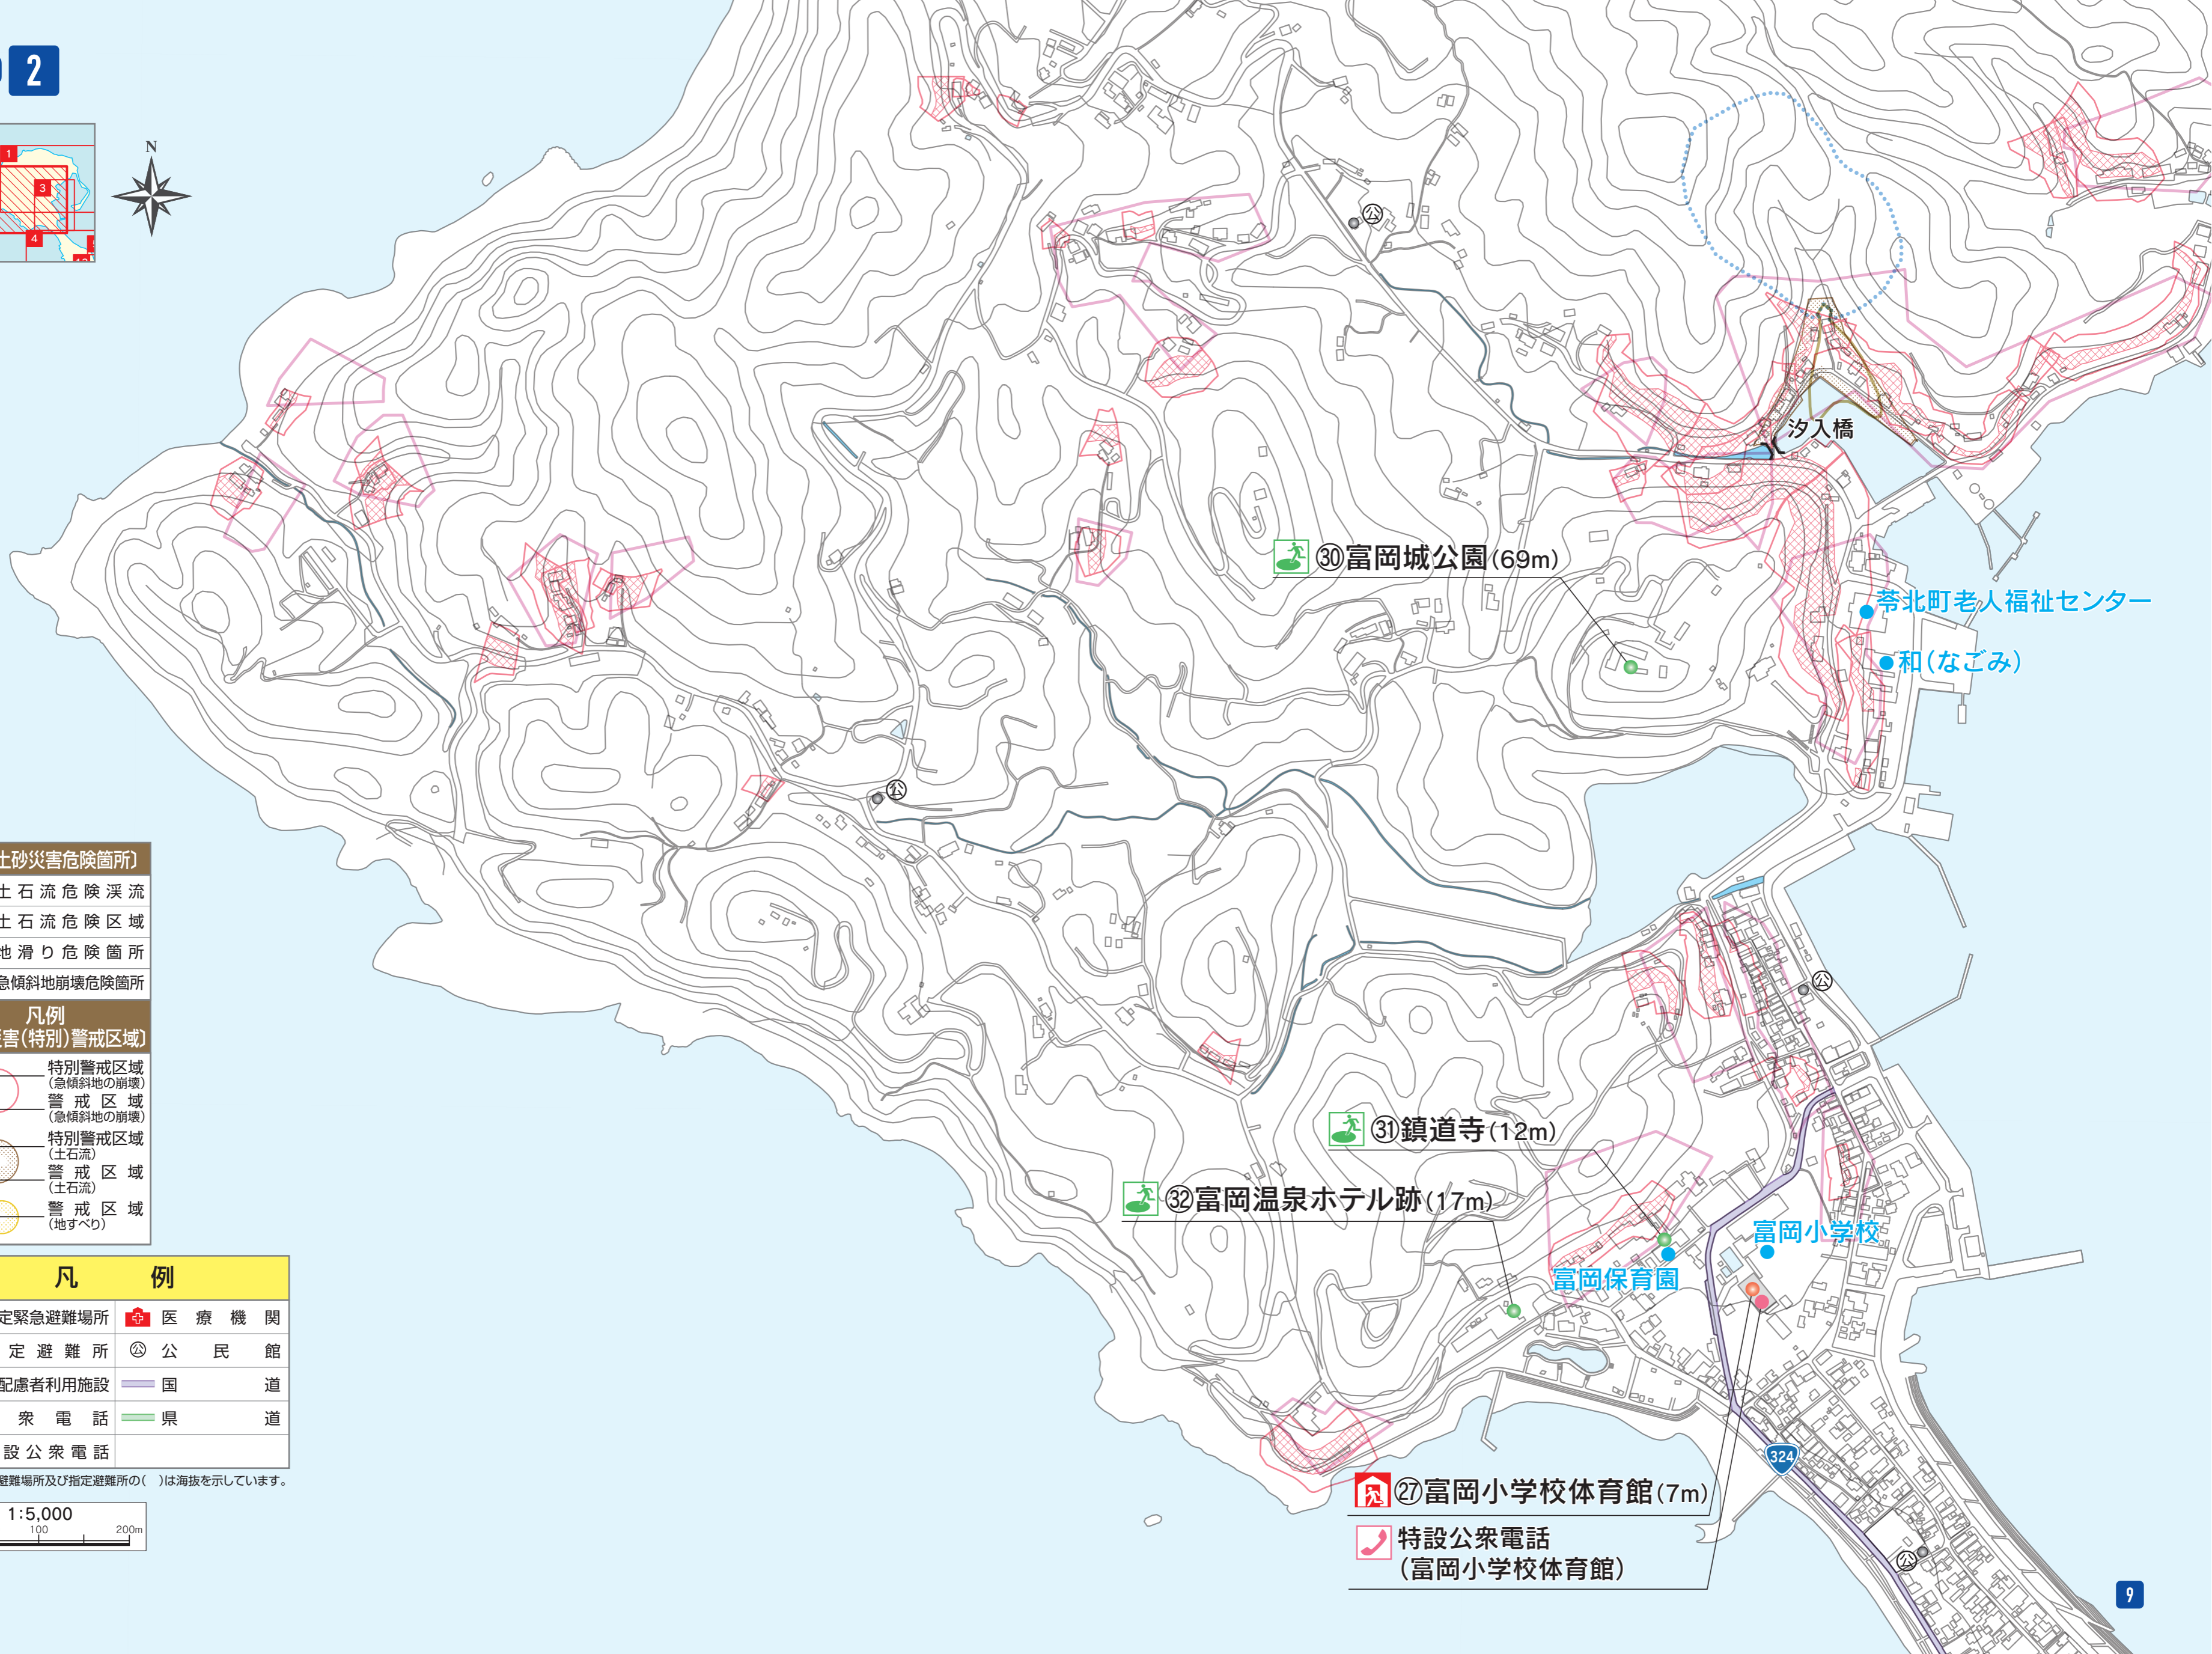 2
N
1
3
4
公
汐入橋
㉚富岡城公園(69m)
苓北町老人福祉センター
和(なごみ)
公
土砂災害危険箇所〕
土石流危険渓流
土石流危険区域
地滑り危険箇所
急傾斜地崩壊危険箇所
凡例
害(特別)警戒区域〕
特別警戒区域
(急傾斜地の崩壊)
警戒区域
(急傾斜地の崩壊)
特別警戒区域
(土石流)
警戒区域
(土石流)
警戒区域
(地すべり)
公
㉛鎮道寺(12m)
㉜富岡温泉ホテル跡(17m)
富岡小学校
富岡保育園
凡例
定緊急避難場所 医療機関
定避難所 公 公民館
配慮者利用施設 国道
衆電話 県道
設公衆電話
避難場所及び指定避難所の( )は海抜を示しています。
1:5,000
100 200m
324
㉗富岡小学校体育館(7m)
特設公衆電話
(富岡小学校体育館)
公
9